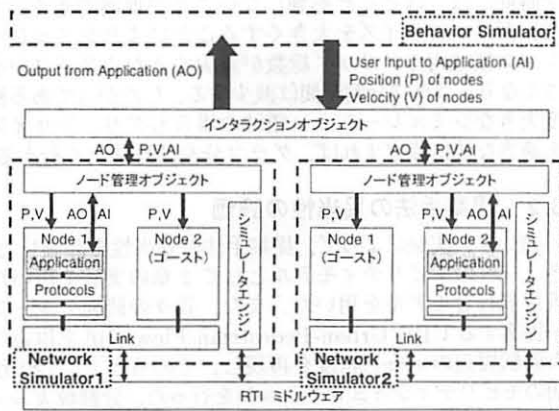 Behavior Simulator
Output from Application (AO)
User Input to Application (AI)
Position (P) of nodes
Velocity (V) of nodes
インタラクションオブジェクト
AO P,V,AI
AO P,V,AI
ノード管理オブジェクト
ノード管理オブジェクト
P,V AO AI P,V
P,V P,V AO AI
Node 1
Application
Protocols
Node 2
(ゴースト)
シミュレータエンジン
Node 1
(ゴースト)
Node 2
Application
Protocols
シミュレータエンジン
Link
Link
Network
Simulator1
Network
Simulator2
RTI ミドルウェア